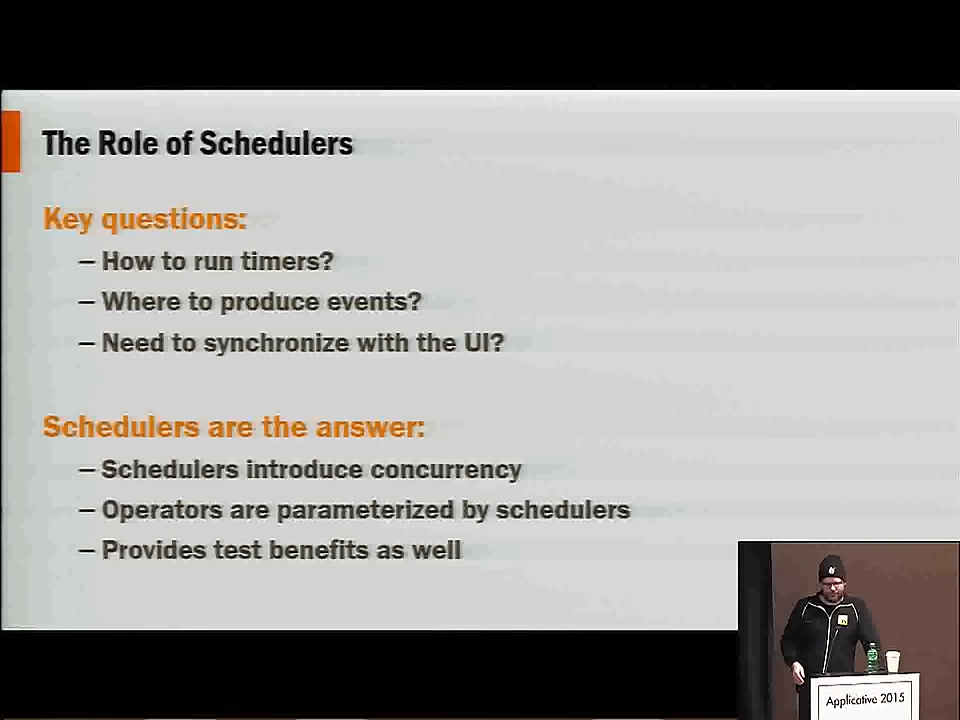 The Role of Schedulers
Key questions:
– How to run timers?
– Where to produce events?
– Need to synchronize with the UI?
Schedulers are the answer:
– Schedulers introduce concurrency
– Operators are parameterized by schedulers
– Provides test benefits as well
Applicative 2015